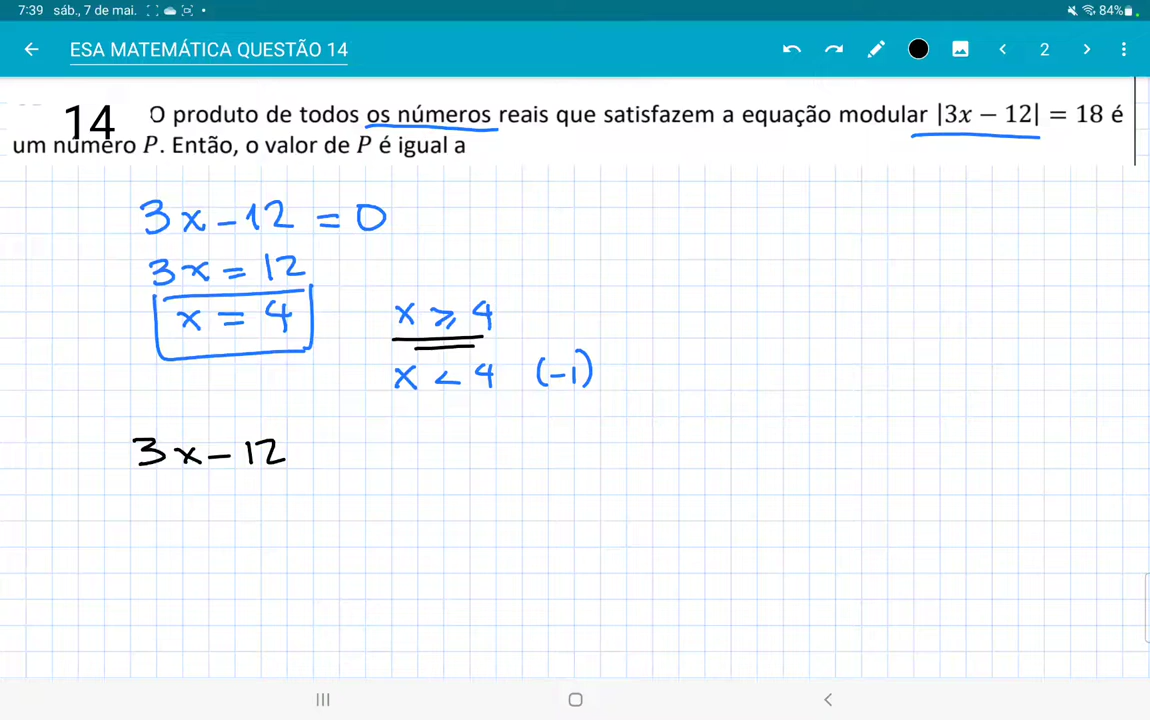 7:39 sáb., 7 de mai. 84%
ESA MATEMÁTICA QUESTÃO 14 2
14 O produto de todos os números reais que satisfazem a equação modular |3x − 12| = 18 é
um número P. Então, o valor de P é igual a
3x - 12 = 0
3x = 12
x = 4
x ⩾ 4
x < 4 (-1)
3x - 12